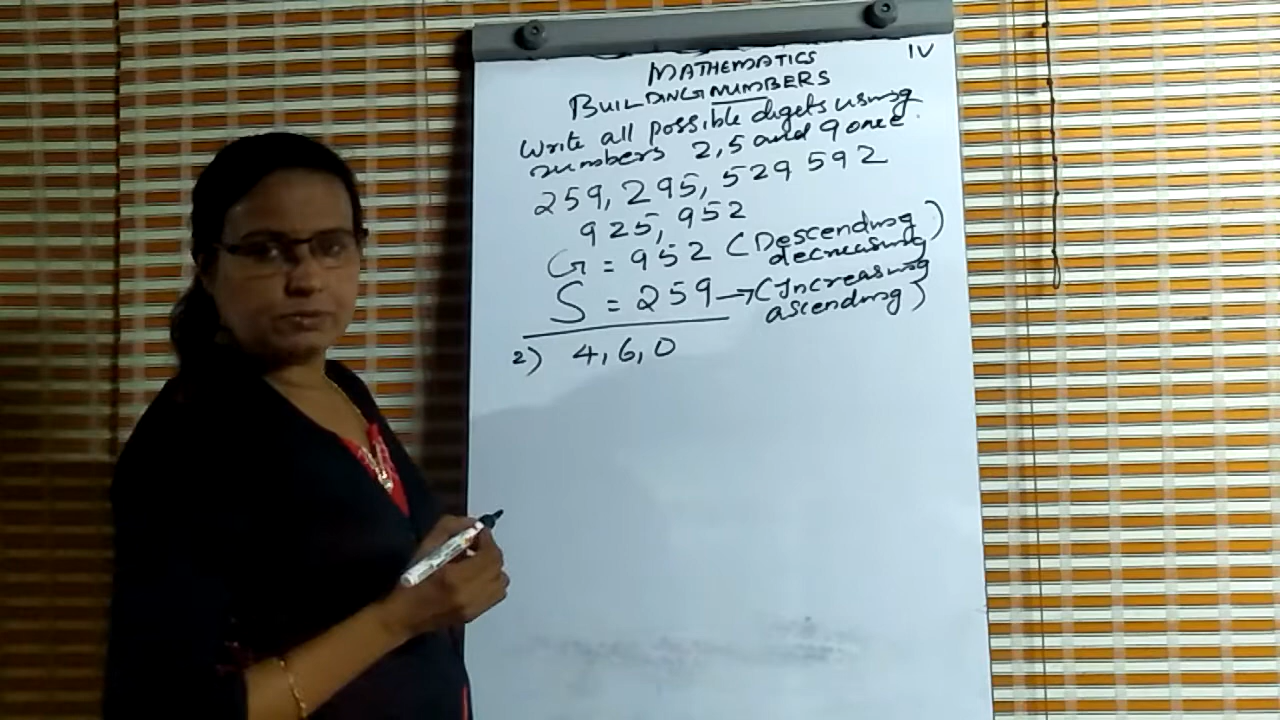 MATHEMATICS IV
BUILDING NUMBERS
Write all possible digits using
numbers 2,5 and 9 once.
259, 295, 529 592
925, 952
G = 952 (Descending
decreasing)
S = 259 → (Increasing
ascending)
2) 4, 6, 0